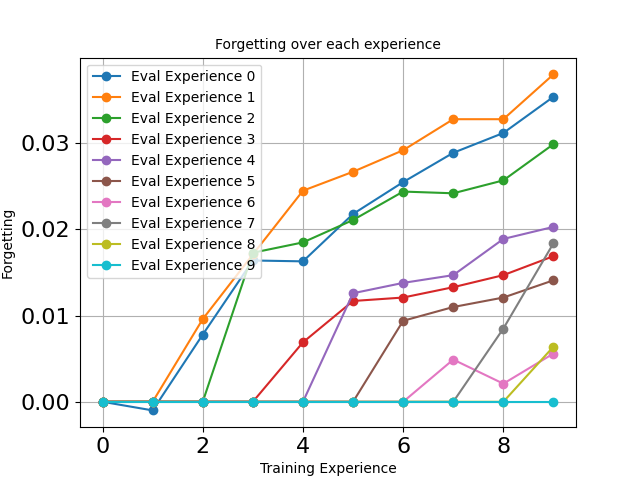 Forgetting over each experience
Eval Experience 0
Eval Experience 1
Eval Experience 2
Eval Experience 3
Eval Experience 4
Eval Experience 5
Eval Experience 6
Eval Experience 7
Eval Experience 8
Eval Experience 9
Forgetting
0.03
0.02
0.01
0.00
0 2 4 6 8
Training Experience